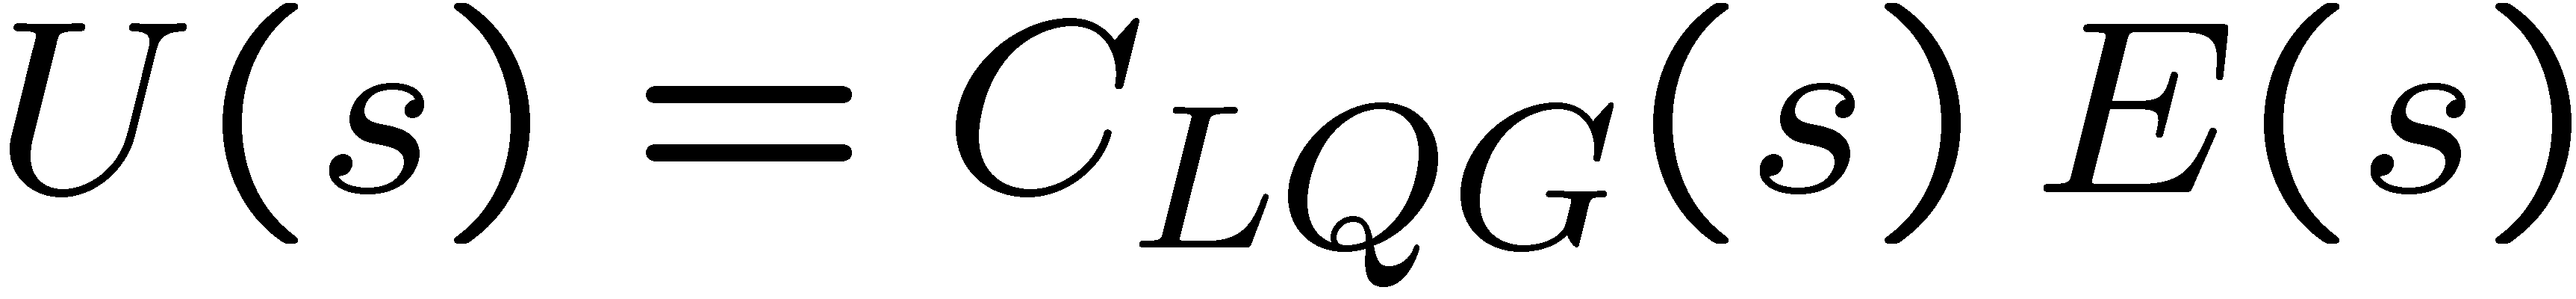 U(s) = C_{LQG}(s) E(s)